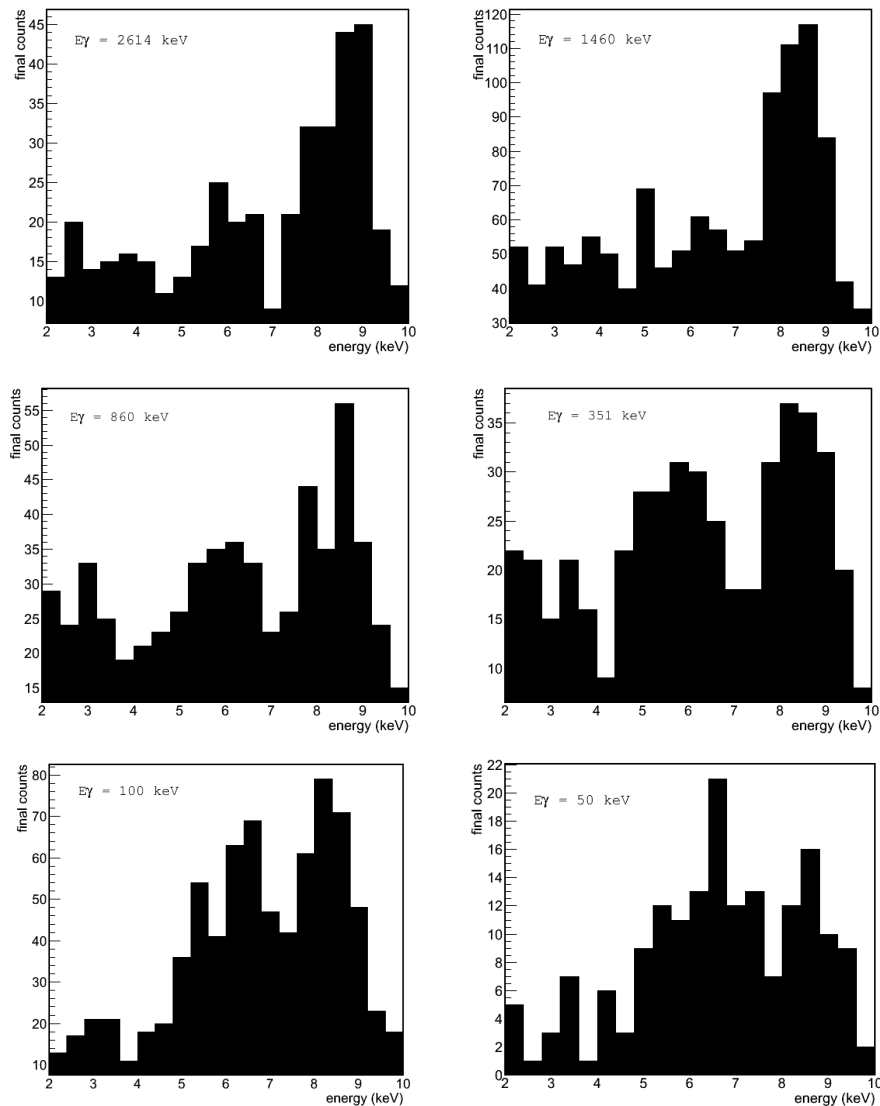 final counts
Eγ = 2614 keV
45
40
35
30
25
20
15
10
2 3 4 5 6 7 8 9 10
energy (keV)
final counts
Eγ = 1460 keV
120
110
100
90
80
70
60
50
40
30
2 3 4 5 6 7 8 9 10
energy (keV)
final counts
Eγ = 860 keV
55
50
45
40
35
30
25
20
15
2 3 4 5 6 7 8 9 10
energy (keV)
final counts
Eγ = 351 keV
35
30
25
20
15
10
2 3 4 5 6 7 8 9 10
energy (keV)
final counts
Eγ = 100 keV
80
70
60
50
40
30
20
10
2 3 4 5 6 7 8 9 10
energy (keV)
final counts
Eγ = 50 keV
22
20
18
16
14
12
10
8
6
4
2
0
2 3 4 5 6 7 8 9 10
energy (keV)